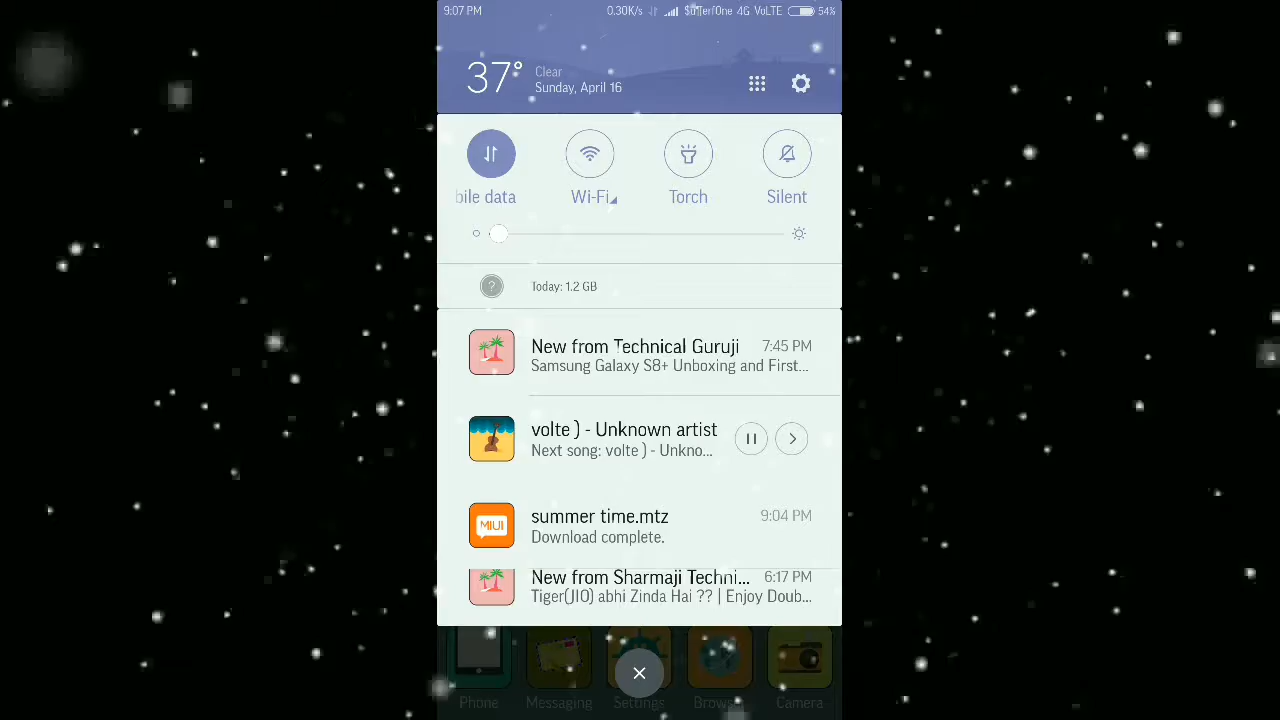 9:07 PM 0.30K/s 4G VoLTE 54%
37° Clear
Sunday, April 16
bile data Wi-Fi Torch Silent
? Today: 1.2 GB
New from Technical Guruji 7:45 PM
Samsung Galaxy S8+ Unboxing and First...
volte ) - Unknown artist
Next song: volte ) - Unkno...
summer time.mtz 9:04 PM
MIUI
Download complete.
New from Sharmaji Techni... 6:17 PM
Tiger(JIO) abhi Zinda Hai ?? | Enjoy Doub...
Phone Messaging Settings Camera